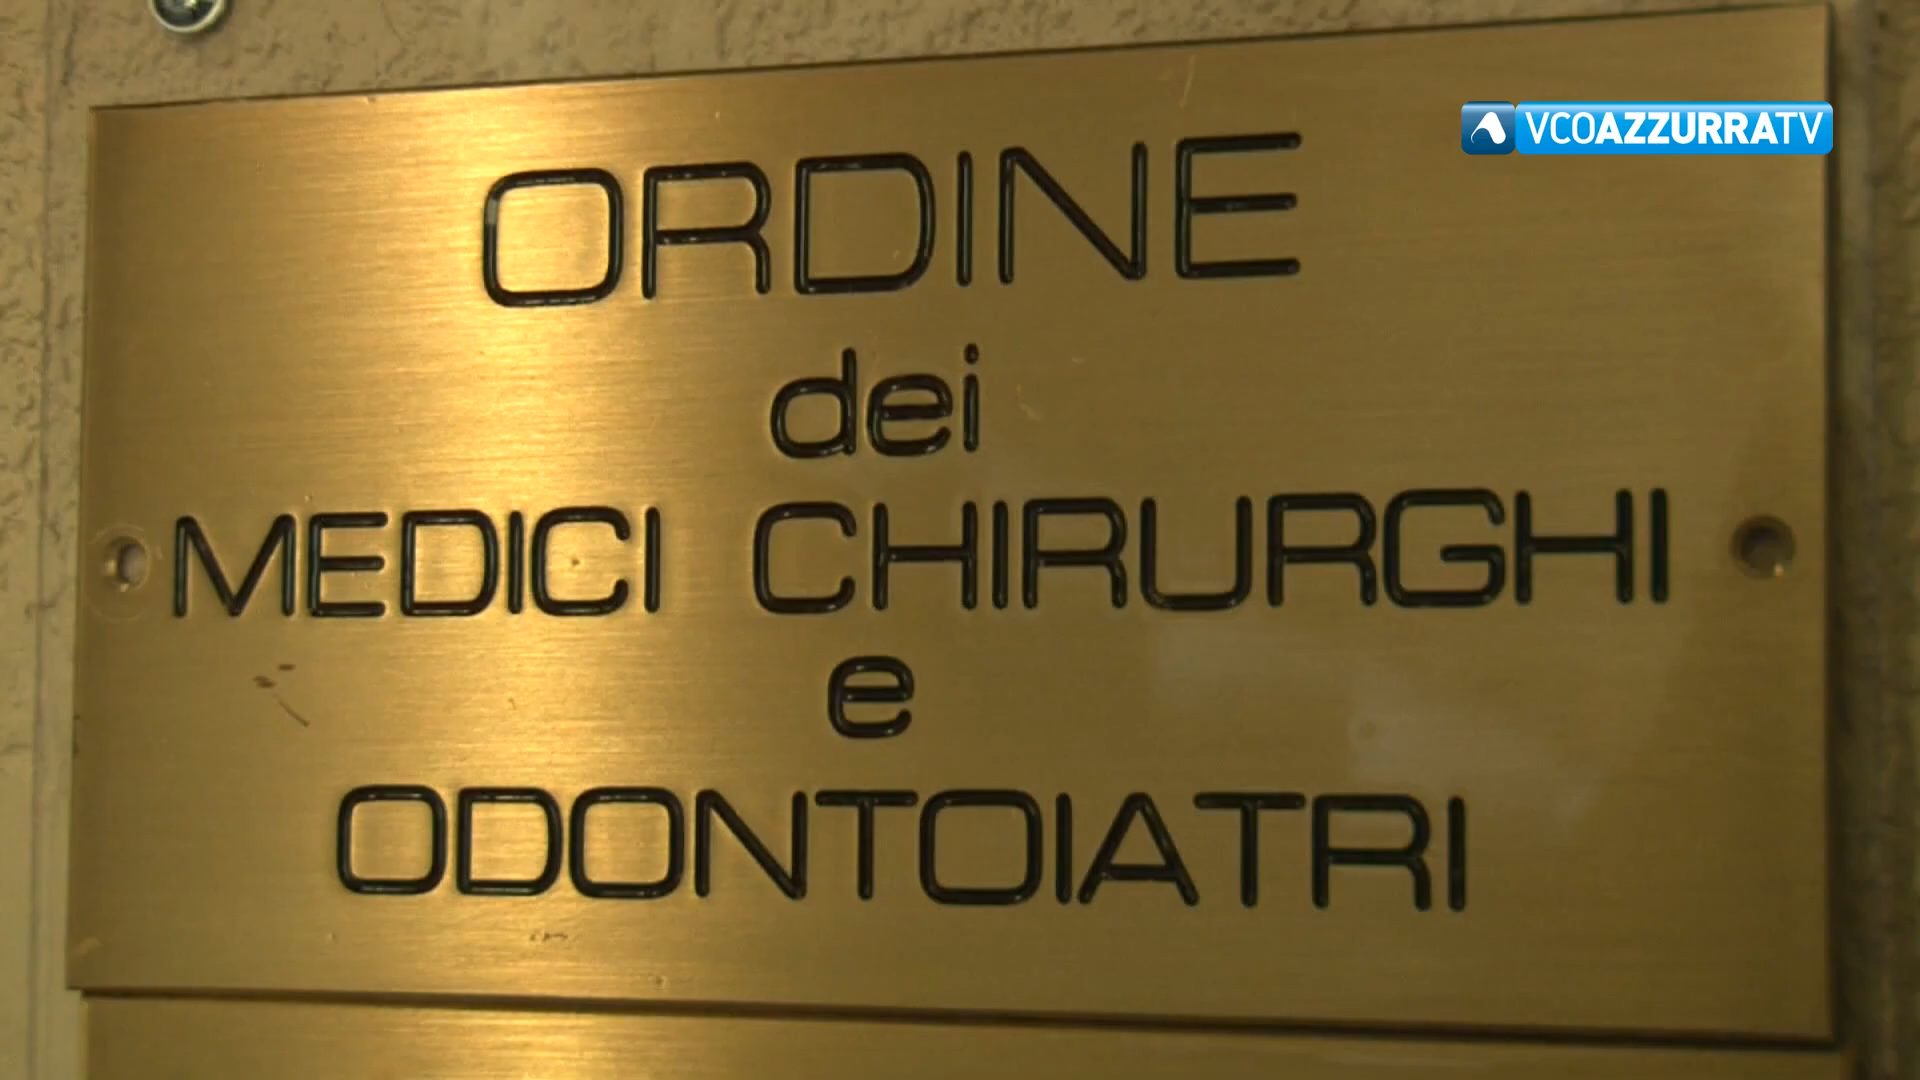 VCOAZZURRATV
ORDINE
dei
MEDICI CHIRURGHI
e
ODONTOIATRI